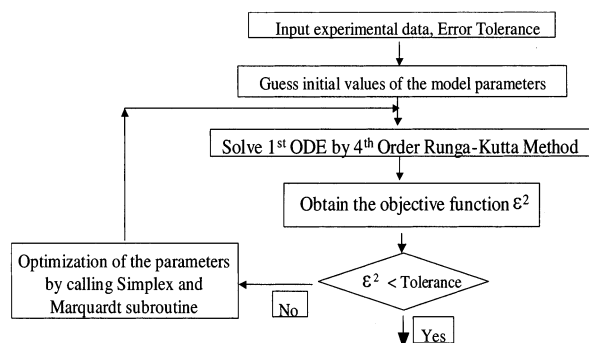 Input experimental data, Error Tolerance
Guess initial values of the model parameters
Solve 1st ODE by 4th Order Runga-Kutta Method
Obtain the objective function ε2
Optimization of the parameters
by calling Simplex and
Marquardt subroutine
ε2 < Tolerance
No
Yes